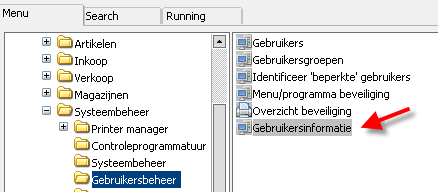 Menu
Search
Running
Artikelen
Inkoop
Verkoop
Magazijnen
Systeembeheer
Printer manager
Controleprogrammatuur
Systeembeheer
Gebruikersbeheer
Gebruikers
Gebruikersgroepen
Identificeer 'beperkte' gebruikers
Menu/programma beveiliging
Overzicht beveiliging
Gebruikersinformatie